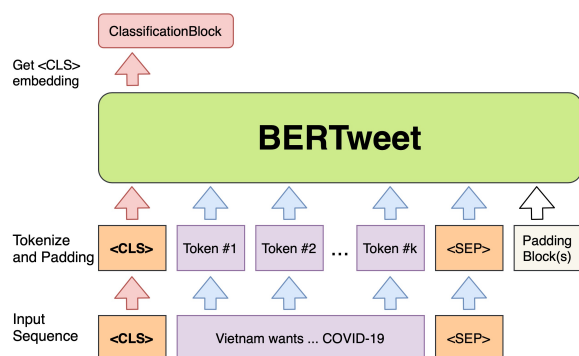 ClassificationBlock
Get <CLS>
embedding
BERTweet
Tokenize
and Padding
<CLS>
Token #1
Token #2
...
Token #k
<SEP>
Padding
Block(s)
Input
Sequence
<CLS>
Vietnam wants ... COVID-19
<SEP>